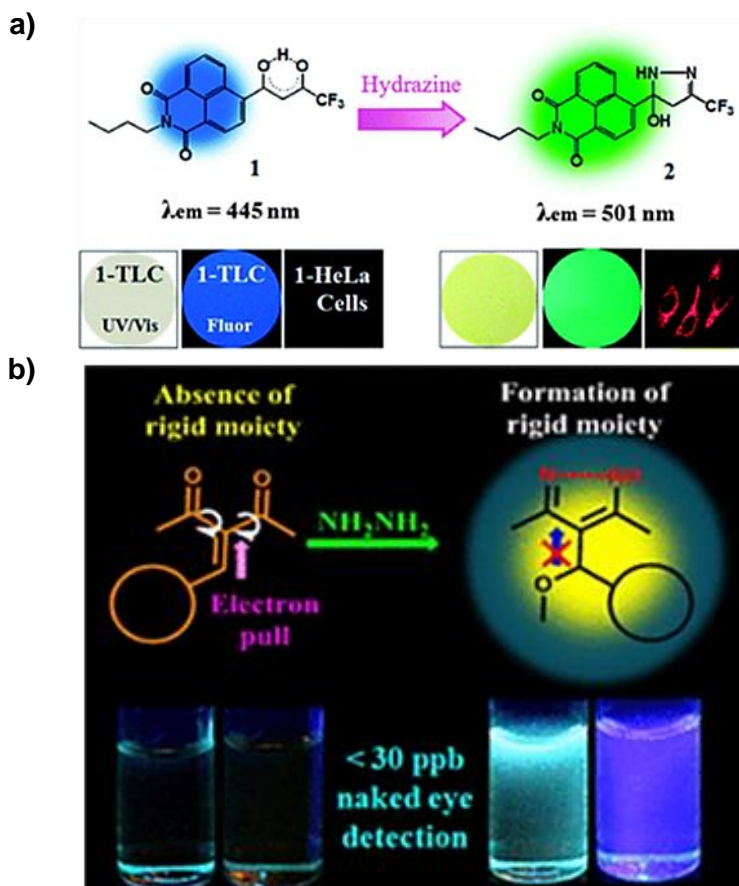 a)
O H O
Hydrazine
CF₃
O
N
O
1
λem = 445 nm
HN N
CF₃
OH
O
N
O
2
λem = 501 nm
1-TLC
UV/Vis
1-TLC
Fluor
1-HeLa
Cells
b)
Absence of
rigid moiety
Formation of
rigid moiety
O O
NH₂NH₂
Electron
pull
O
< 30 ppb
naked eye
detection